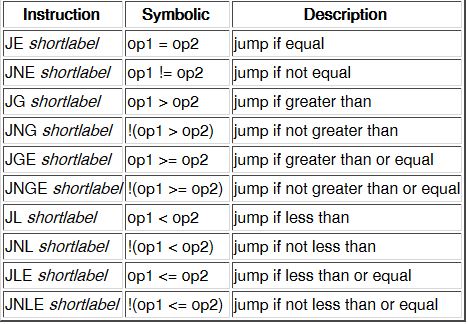 Instruction Symbolic Description
JE shortlabel op1 = op2 jump if equal
JNE shortlabel op1 != op2 jump if not equal
JG shortlabel op1 > op2 jump if greater than
JNG shortlabel !(op1 > op2) jump if not greater than
JGE shortlabel op1 >= op2 jump if greater than or equal
JNGE shortlabel !(op1 >= op2) jump if not greater than or equal
JL shortlabel op1 < op2 jump if less than
JNL shortlabel !(op1 < op2) jump if not less than
JLE shortlabel op1 <= op2 jump if less than or equal
JNLE shortlabel !(op1 <= op2) jump if not less than or equal